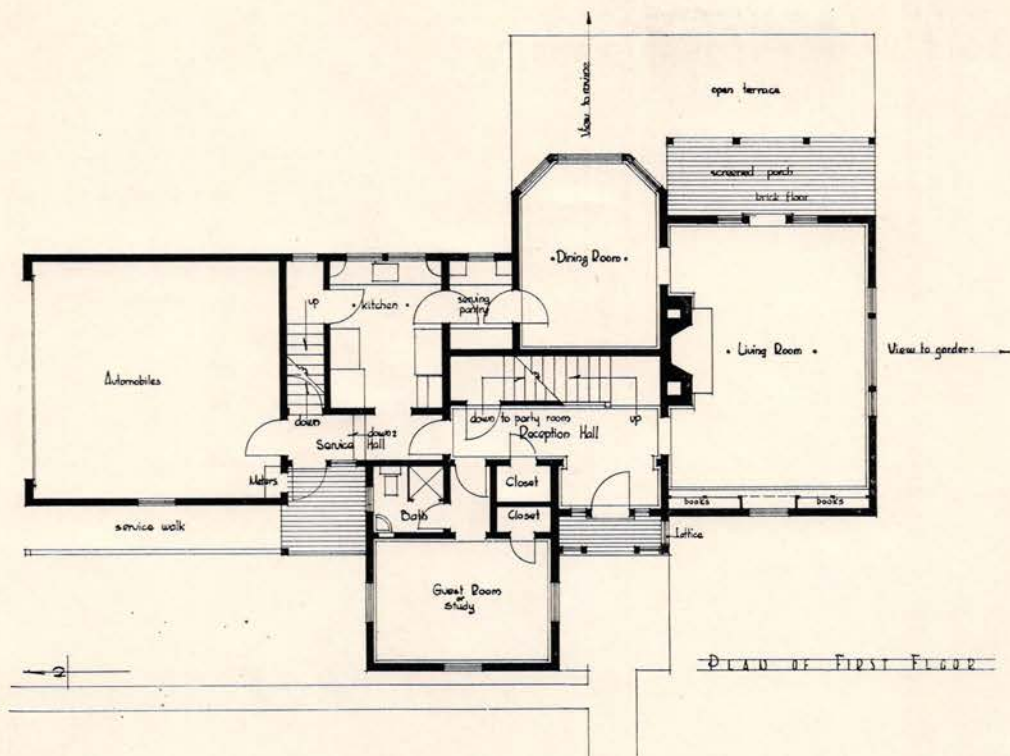 View to ravine
open terrace
screened porch
brick floor
• Dining Room •
up
• kitchen •
serving
pantry
Automobiles
• Living Room •
View to gardens
down
down 2
Service Hall
down to party room
up
Reception Hall
Meters
Closet
Bath
Closet
books
books
service walk
Lattice
Guest Room
or
study
N
PLAN OF FIRST FLOOR